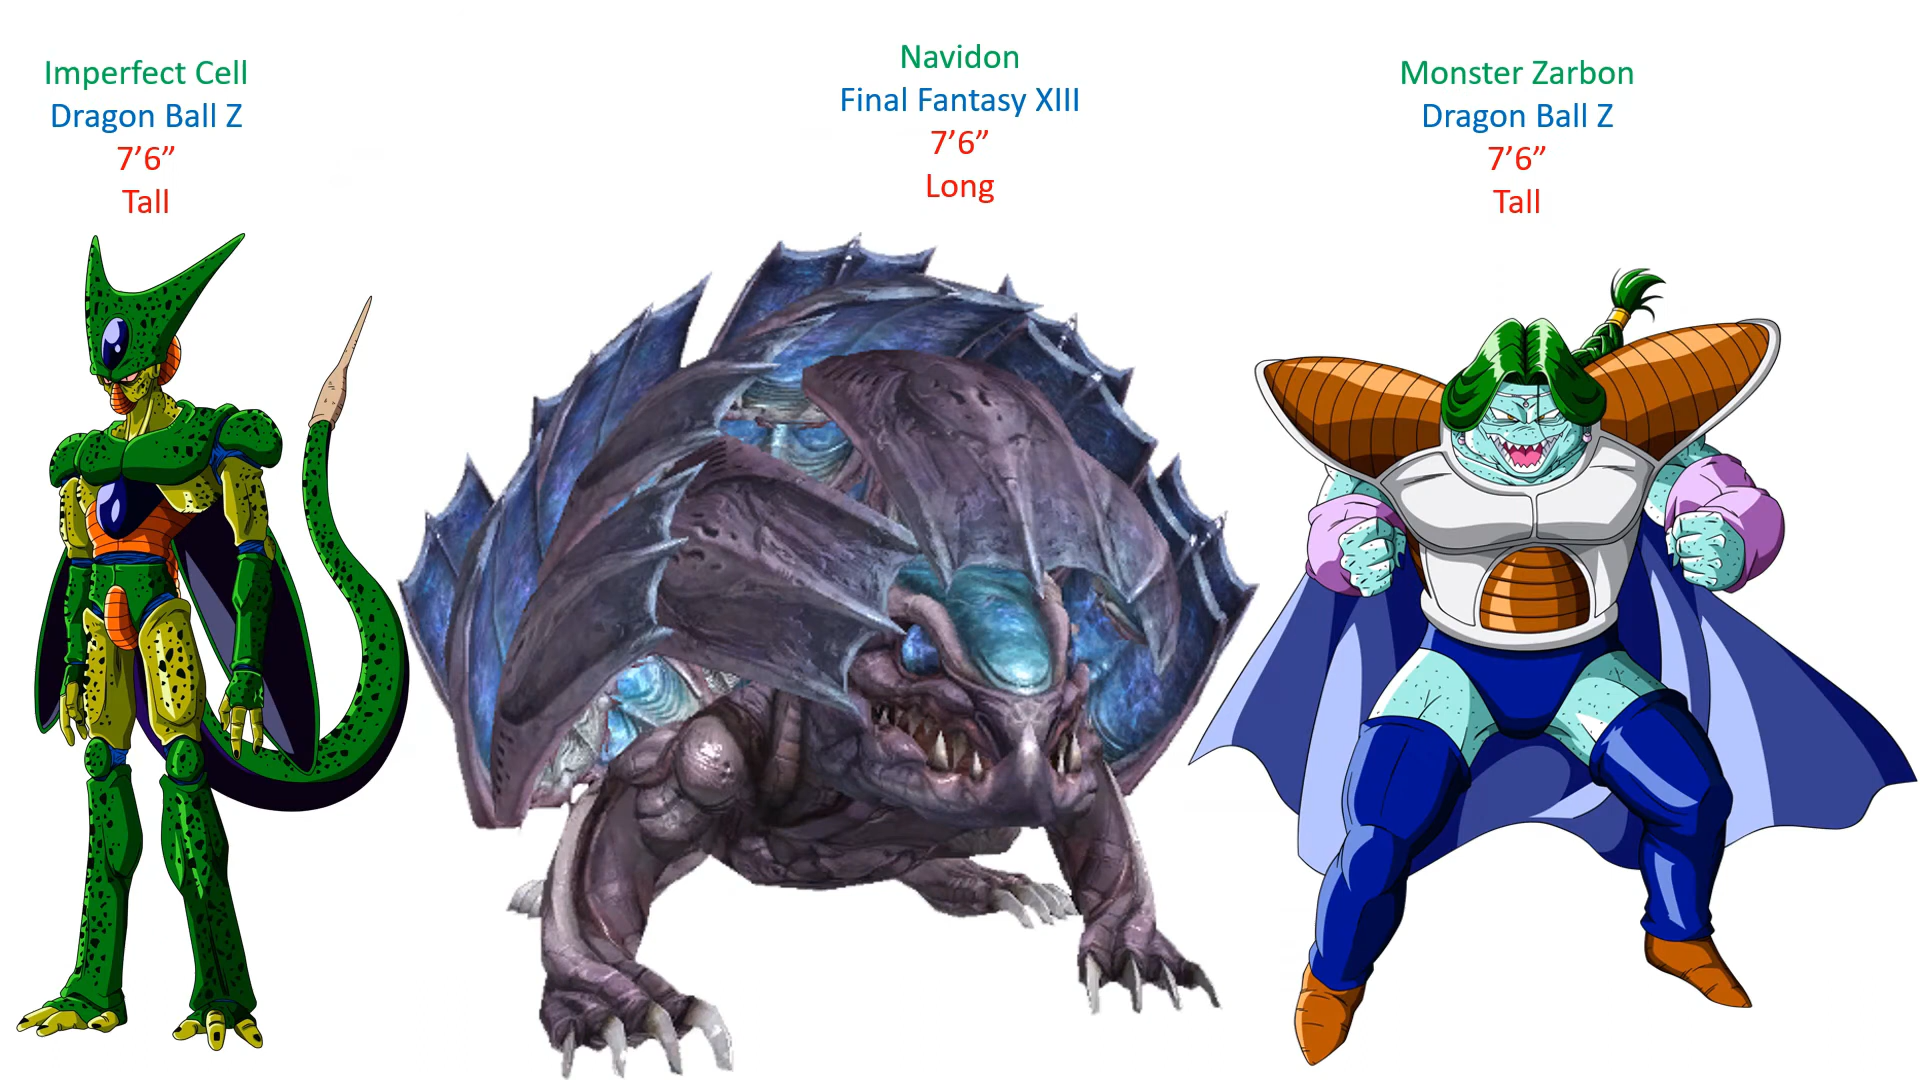 Imperfect Cell
Dragon Ball Z
7’6”
Tall
Navidon
Final Fantasy XIII
7’6”
Long
Monster Zarbon
Dragon Ball Z
7’6”
Tall